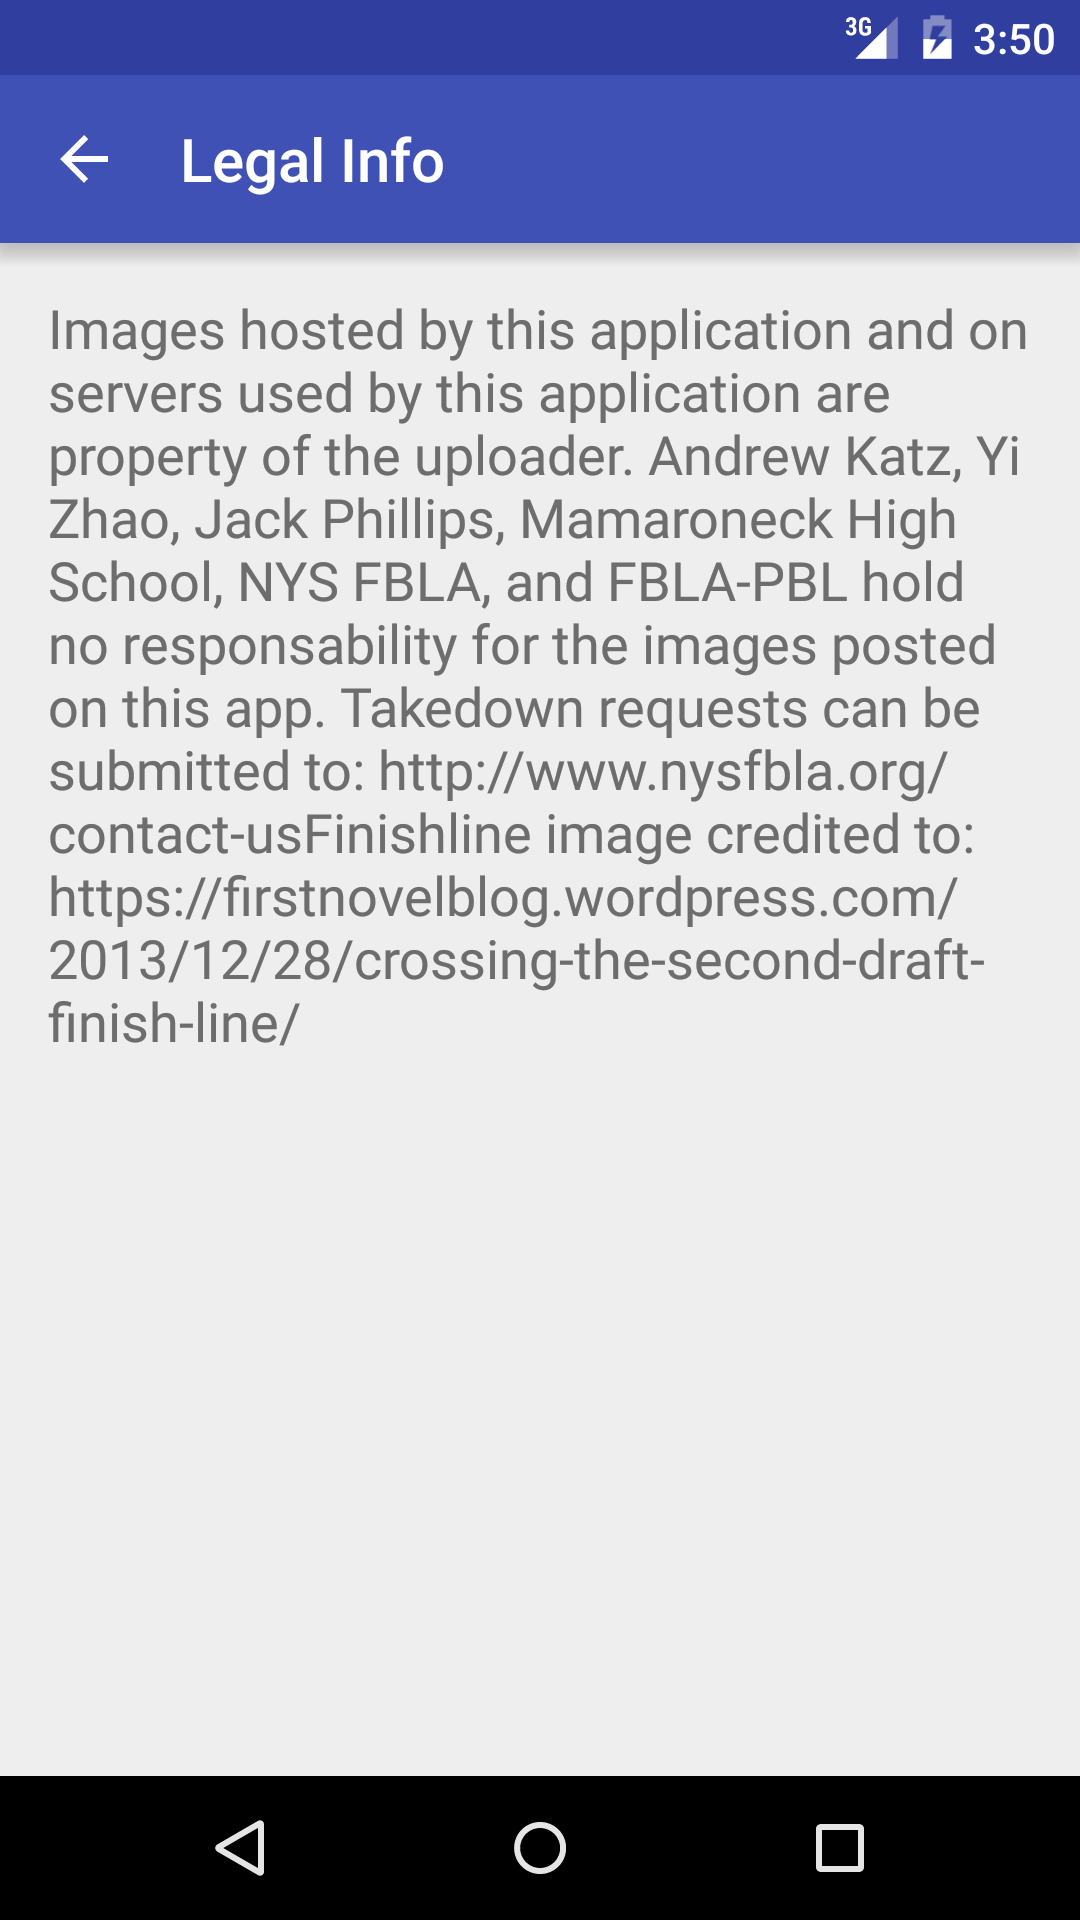 3G 3:50
Legal Info
Images hosted by this application and on
servers used by this application are
property of the uploader. Andrew Katz, Yi
Zhao, Jack Phillips, Mamaroneck High
School, NYS FBLA, and FBLA-PBL hold
no responsability for the images posted
on this app. Takedown requests can be
submitted to: http://www.nysfbla.org/
contact-usFinishline image credited to:
https://firstnovelblog.wordpress.com/
2013/12/28/crossing-the-second-draft-
finish-line/